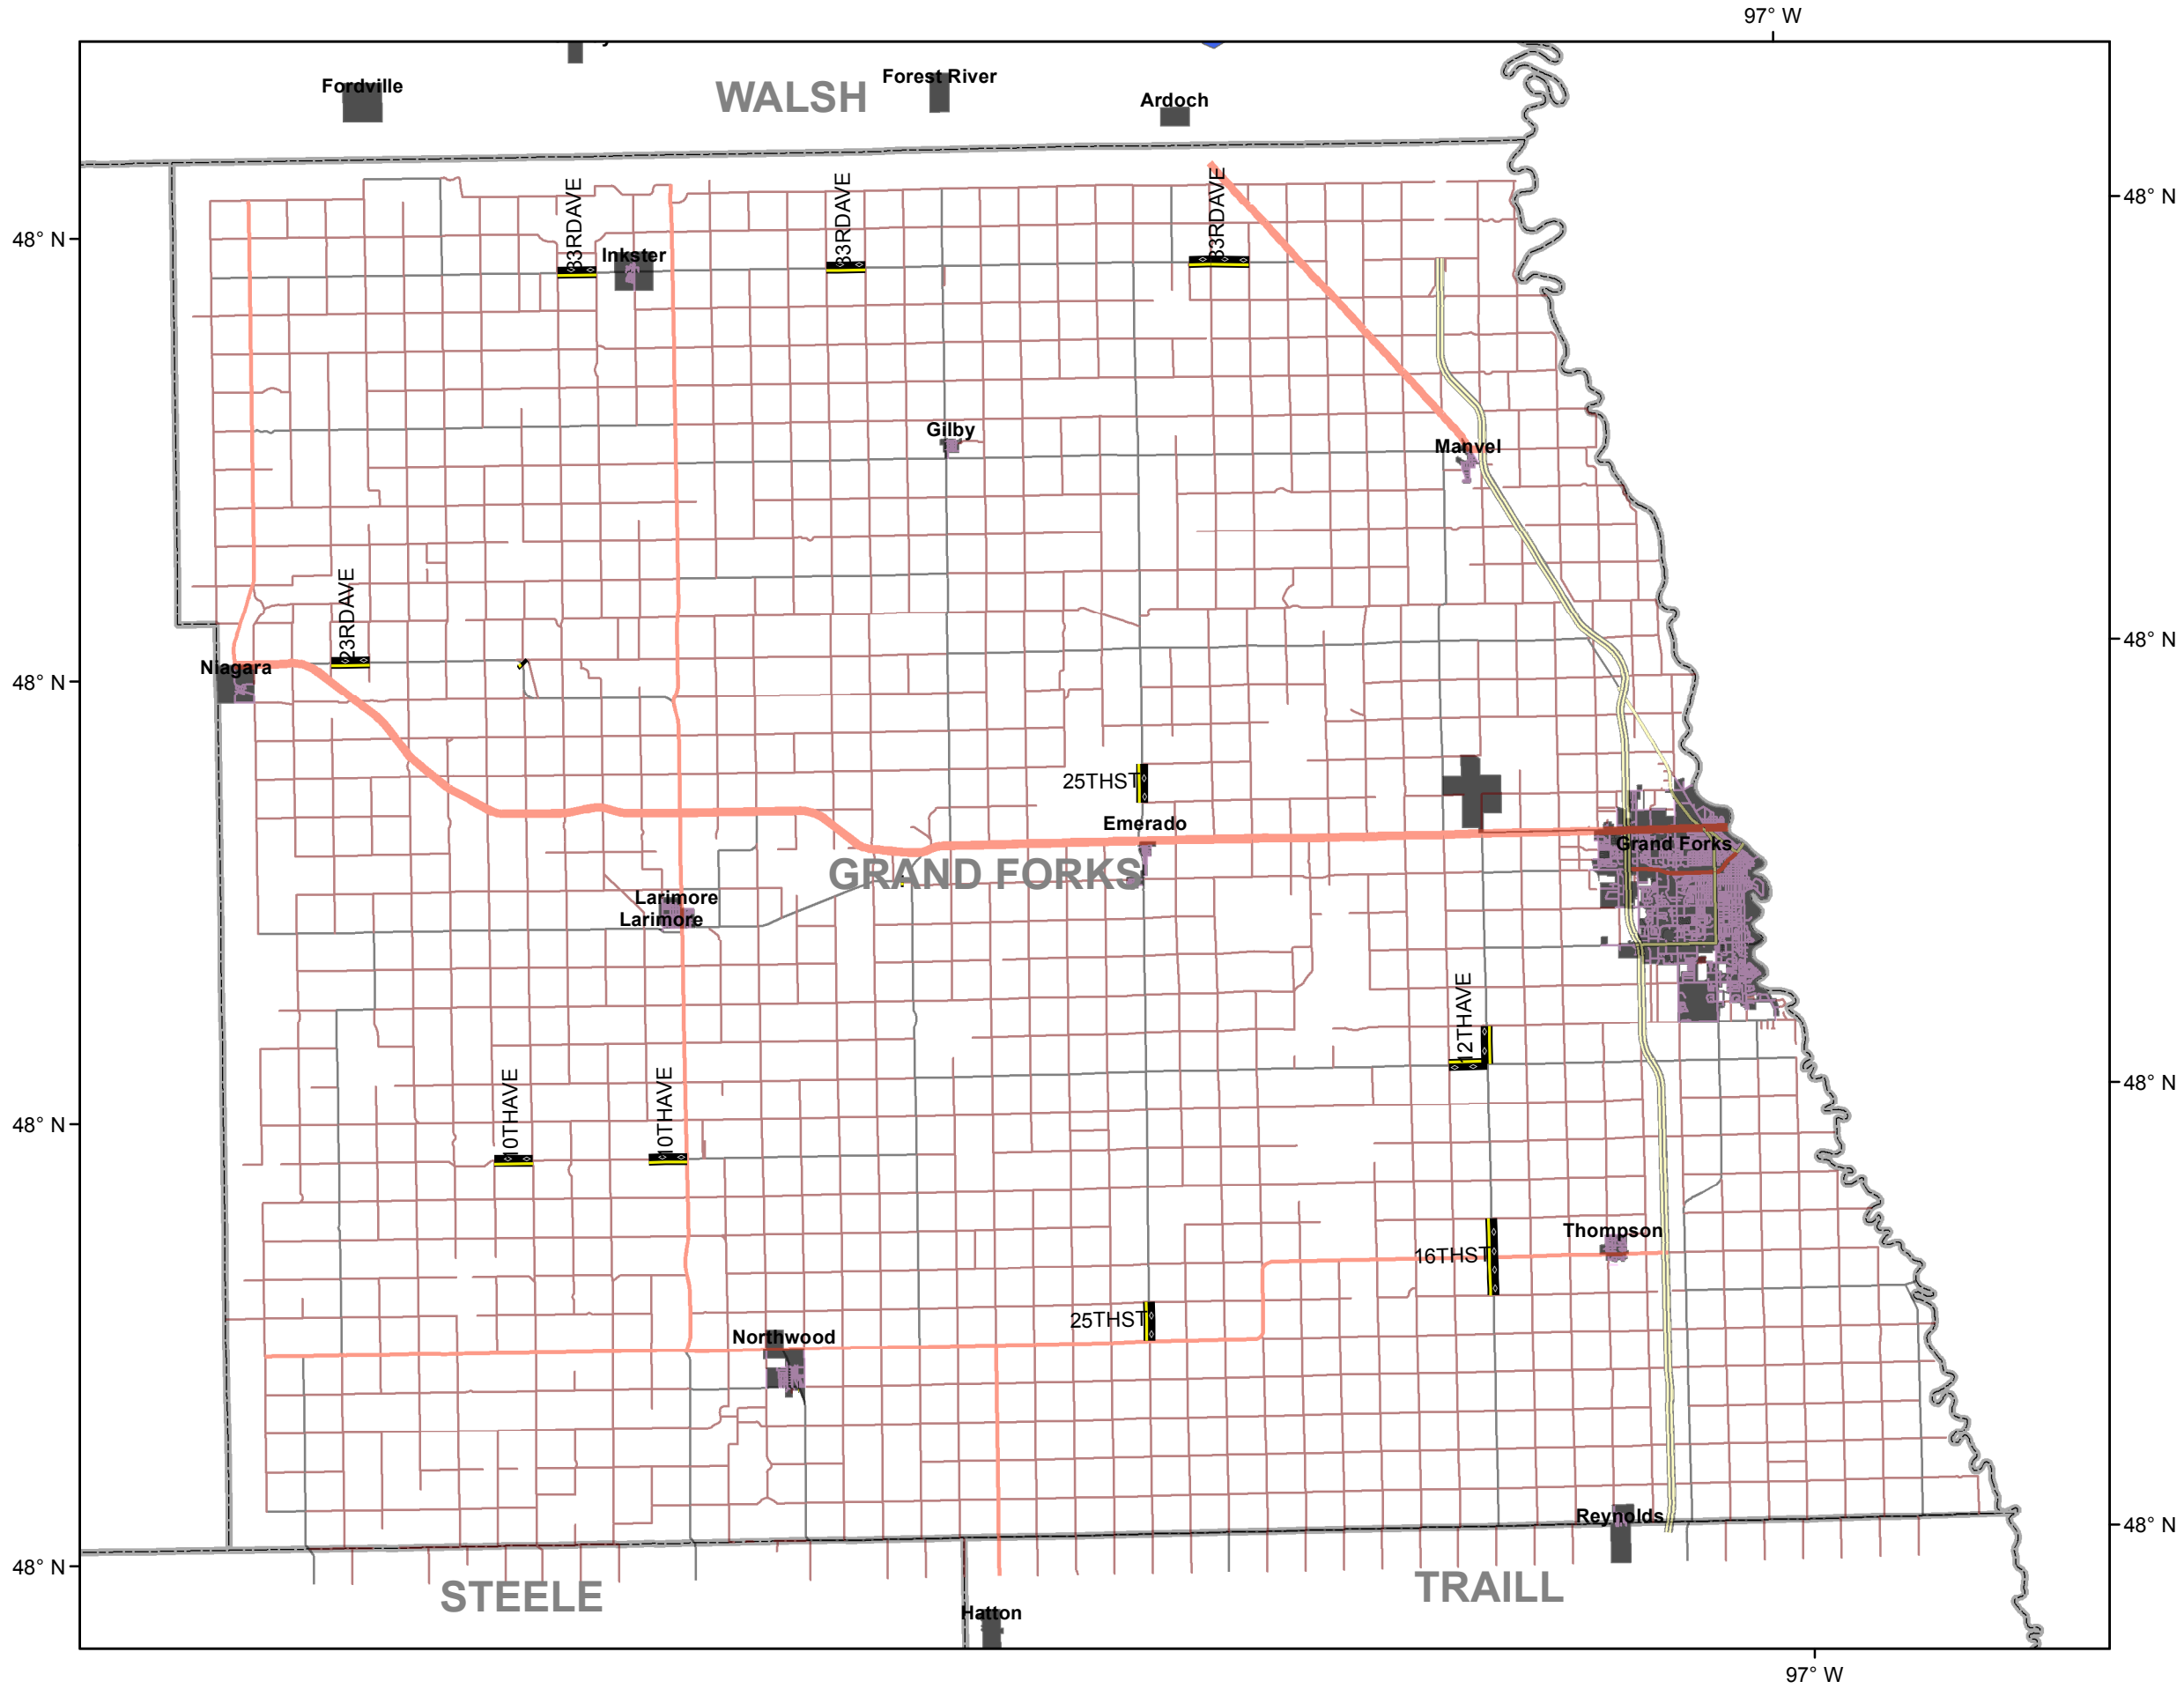 97° W
Fordville
WALSH
Forest River
Ardoch
48° N
48° N
33RDAVE
33RDAVE
33RDAVE
Inkster
Gilby
Manvel
23RDAVE
48° N
48° N
Niagara
25THST
Emerado
Grand Forks
GRAND FORKS
Larimore
Larimore
12THAVE
10THAVE
10THAVE
48° N
48° N
Thompson
16THST
25THST
Northwood
Reynolds
48° N
48° N
STEELE
TRAILL
Hatton
97° W